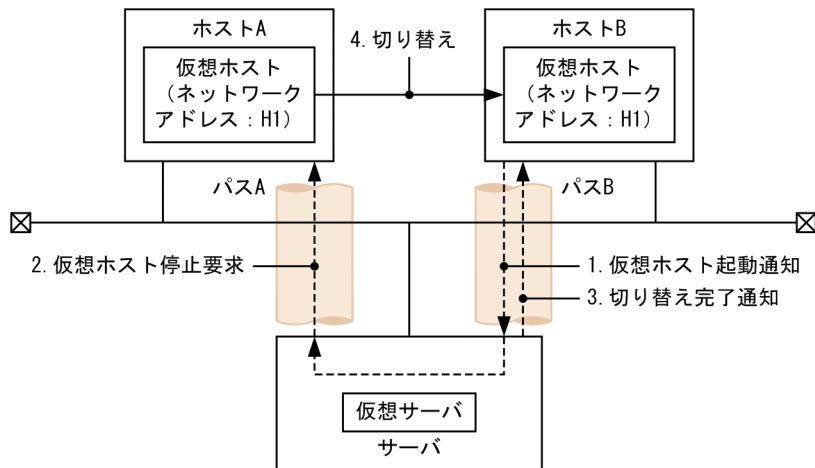 ホストA
仮想ホスト
（ネットワーク
アドレス：H1）
4. 切り替え
ホストB
仮想ホスト
（ネットワーク
アドレス：H1）
パスA
パスB
2. 仮想ホスト停止要求
1. 仮想ホスト起動通知
3. 切り替え完了通知
仮想サーバ
サーバ